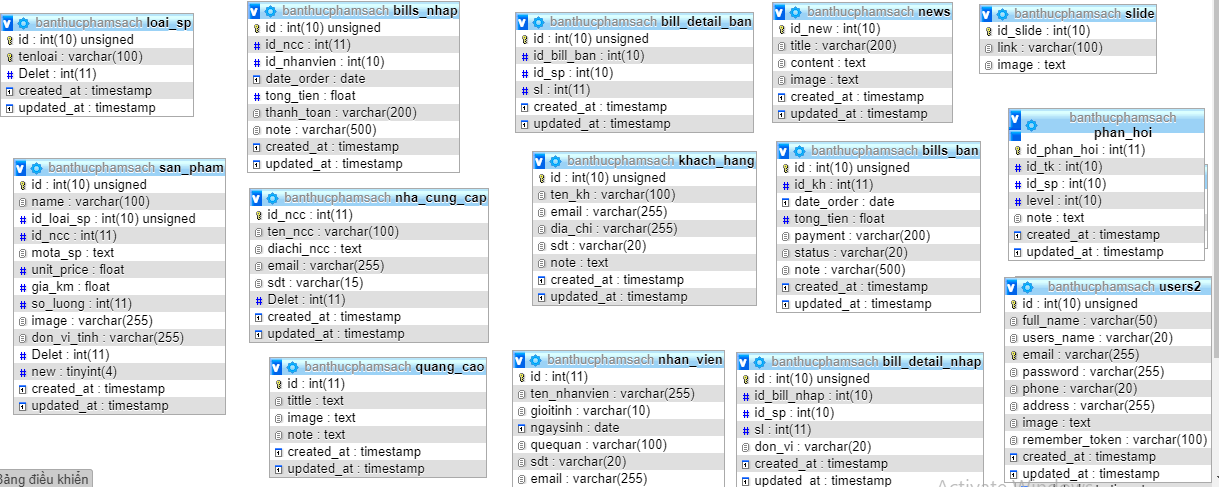 banthucphamsach loai_sp
id : int(10) unsigned
tenloai : varchar(100)
Delet : int(11)
created_at : timestamp
updated_at : timestamp
banthucphamsach bills_nhap
id : int(10) unsigned
id_ncc : int(11)
id_nhanvien : int(10)
date_order : date
tong_tien : float
thanh_toan : varchar(200)
note : varchar(500)
created_at : timestamp
updated_at : timestamp
banthucphamsach bill_detail_ban
id : int(10) unsigned
id_bill_ban : int(10)
id_sp : int(10)
sl : int(11)
created_at : timestamp
updated_at : timestamp
banthucphamsach news
id_new : int(10)
title : varchar(200)
content : text
image : text
created_at : timestamp
updated_at : timestamp
banthucphamsach slide
id_slide : int(10)
link : varchar(100)
image : text
banthucphamsach
phan_hoi
id_phan_hoi : int(11)
id_tk : int(10)
id_sp : int(10)
level : int(10)
note : text
created_at : timestamp
updated_at : timestamp
banthucphamsach san_pham
id : int(10) unsigned
name : varchar(100)
id_loai_sp : int(10) unsigned
id_ncc : int(11)
mota_sp : text
unit_price : float
gia_km : float
so_luong : int(11)
image : varchar(255)
don_vi_tinh : varchar(255)
Delet : int(11)
new : tinyint(4)
created_at : timestamp
updated_at : timestamp
banthucphamsach nha_cung_cap
id_ncc : int(11)
ten_ncc : varchar(100)
diachi_ncc : text
email : varchar(255)
sdt : varchar(15)
Delet : int(11)
created_at : timestamp
updated_at : timestamp
banthucphamsach khach_hang
id : int(10) unsigned
ten_kh : varchar(100)
email : varchar(255)
dia_chi : varchar(255)
sdt : varchar(20)
note : text
created_at : timestamp
updated_at : timestamp
banthucphamsach bills_ban
id : int(10) unsigned
id_kh : int(11)
date_order : date
tong_tien : float
payment : varchar(200)
status : varchar(20)
note : varchar(500)
created_at : timestamp
updated_at : timestamp
banthucphamsach users2
id : int(10) unsigned
full_name : varchar(50)
users_name : varchar(20)
email : varchar(255)
password : varchar(255)
phone : varchar(20)
address : varchar(255)
image : text
remember_token : varchar(100)
created_at : timestamp
updated_at : timestamp
banthucphamsach quang_cao
id : int(11)
tittle : text
image : text
note : text
created_at : timestamp
updated_at : timestamp
banthucphamsach nhan_vien
id : int(11)
ten_nhanvien : varchar(255)
gioitinh : varchar(10)
ngaysinh : date
quequan : varchar(100)
sdt : varchar(20)
email : varchar(255)
banthucphamsach bill_detail_nhap
id : int(10) unsigned
id_bill_nhap : int(10)
id_sp : int(10)
sl : int(11)
don_vi : varchar(20)
created_at : timestamp
updated_at : timestamp
Bảng điều khiển
Activate Windows